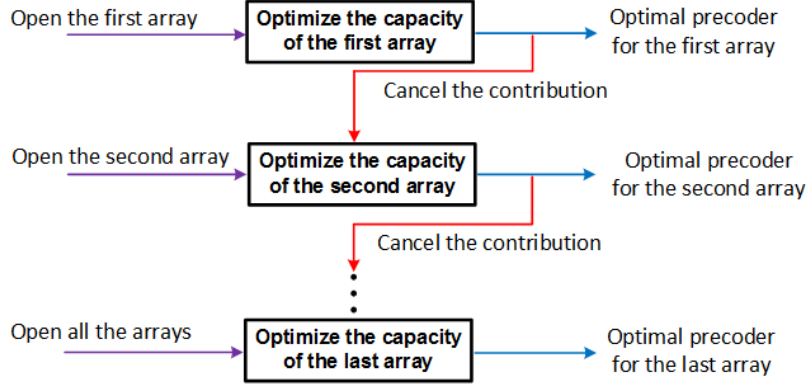 Open the first array
Optimize the capacity
of the first array
Optimal precoder
for the first array
Cancel the contribution
Open the second array
Optimize the capacity
of the second array
Optimal precoder
for the second array
Cancel the contribution
Open all the arrays
Optimize the capacity
of the last array
Optimal precoder
for the last array